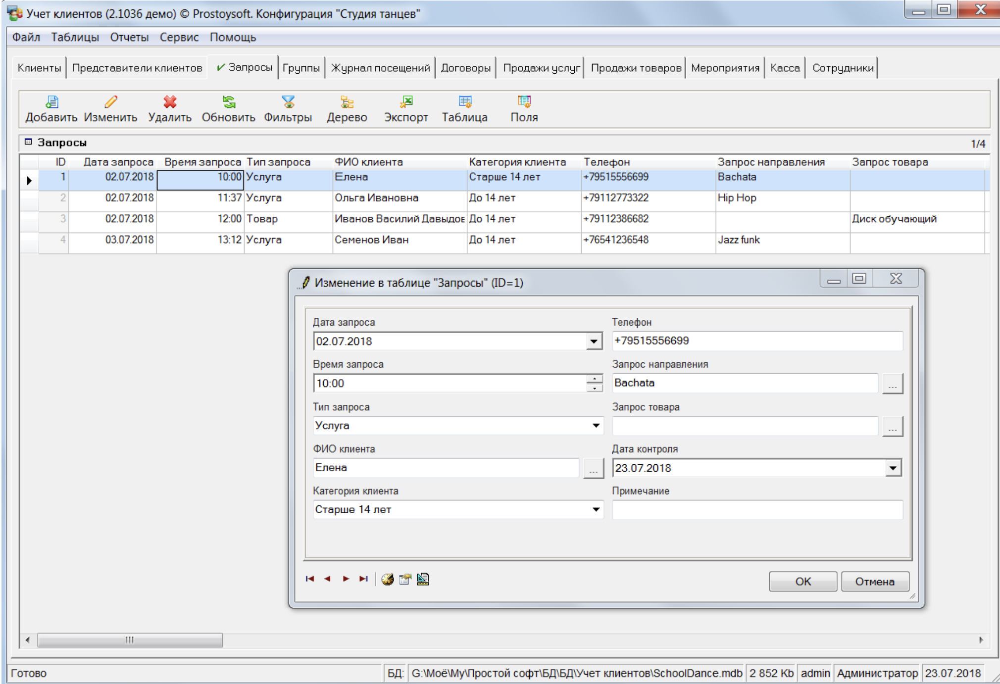 Учет клиентов (2.1036 демо) © Prostoysoft. Конфигурация "Студия танцев"
Файл Таблицы Отчеты Сервис Помощь
Клиенты Представители клиентов Запросы Группы Журнал посещений Договоры Продажи услуг Продажи товаров Мероприятия Касса Сотрудники
Добавить Изменить Удалить Обновить Фильтры Дерево Экспорт Таблица Поля
Запросы 1/4
ID Дата запроса Время запроса Тип запроса ФИО клиента Категория клиента Телефон Запрос направления Запрос товара
1 02.07.2018 10:00 Услуга Елена Старше 14 лет +79515556699 Bachata
2 02.07.2018 11:37 Услуга Ольга Ивановна До 14 лет +79112773322 Hip Hop
3 02.07.2018 12:00 Товар Иванов Василий Давыдов До 14 лет +79112386682 Диск обучающий
4 03.07.2018 13:12 Услуга Семенов Иван До 14 лет +76541236548 Jazz funk
Изменение в таблице "Запросы" (ID=1)
Дата запроса Телефон
02.07.2018 +79515556699
Время запроса Запрос направления
10:00 Bachata ...
Тип запроса Запрос товара
Услуга ...
ФИО клиента Дата контроля
Елена ... 23.07.2018
Категория клиента Примечание
Старше 14 лет
OK Отмена
Готово БД: G:\Моё\My\Простой софт\БД\БД\Учет клиентов\SchoolDance.mdb 2 852 Kb admin Администратор 23.07.2018